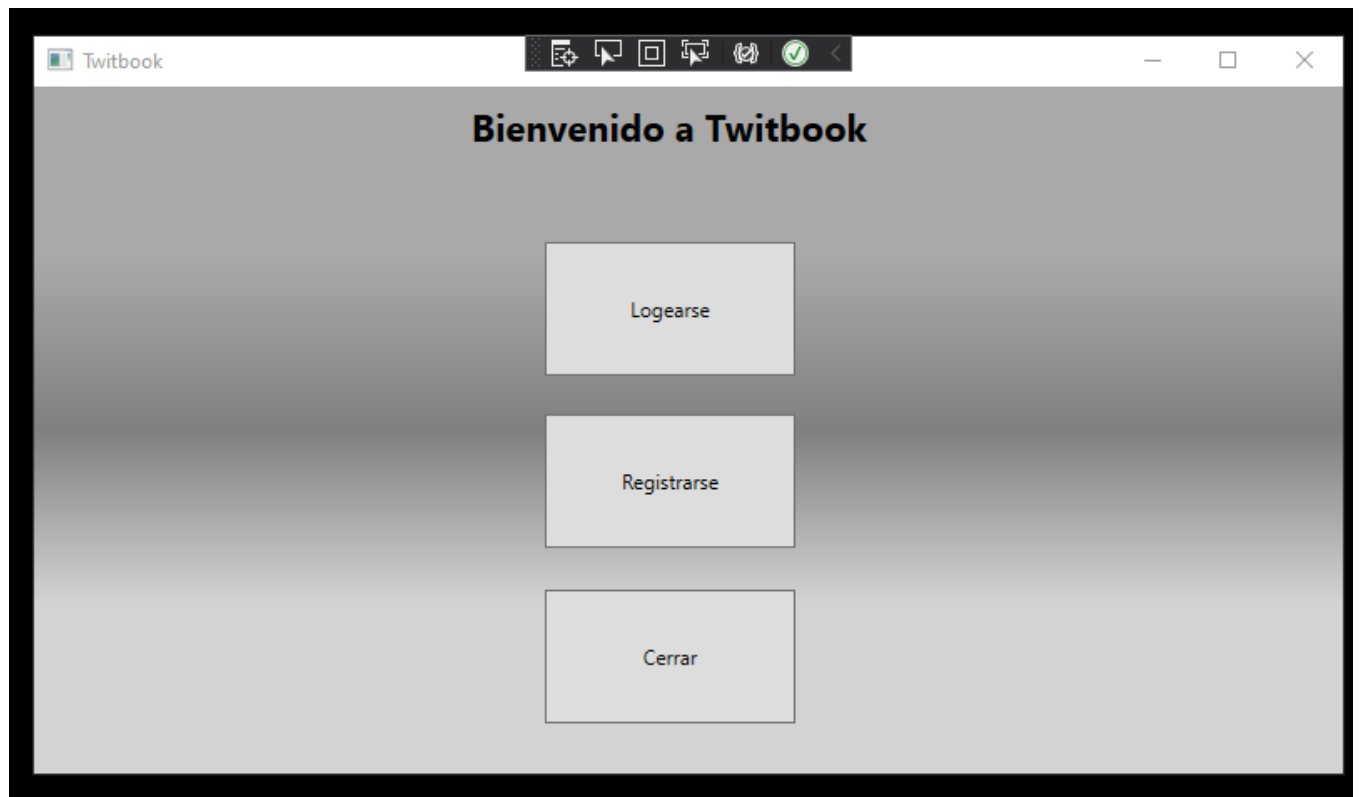 Twitbook
Bienvenido a Twitbook
Logearse
Registrarse
Cerrar